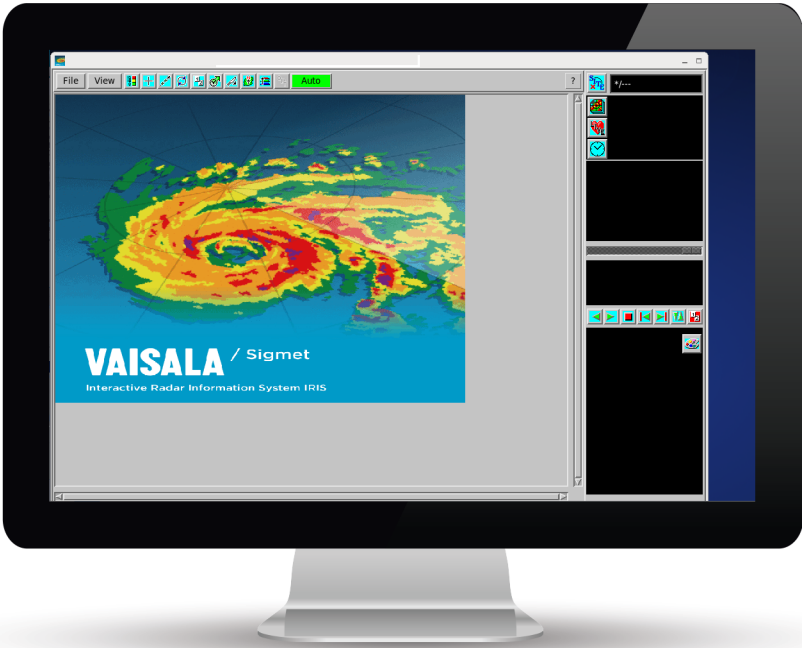 File View Auto ?
*/---
VAISALA / Sigmet
Interactive Radar Information System IRIS